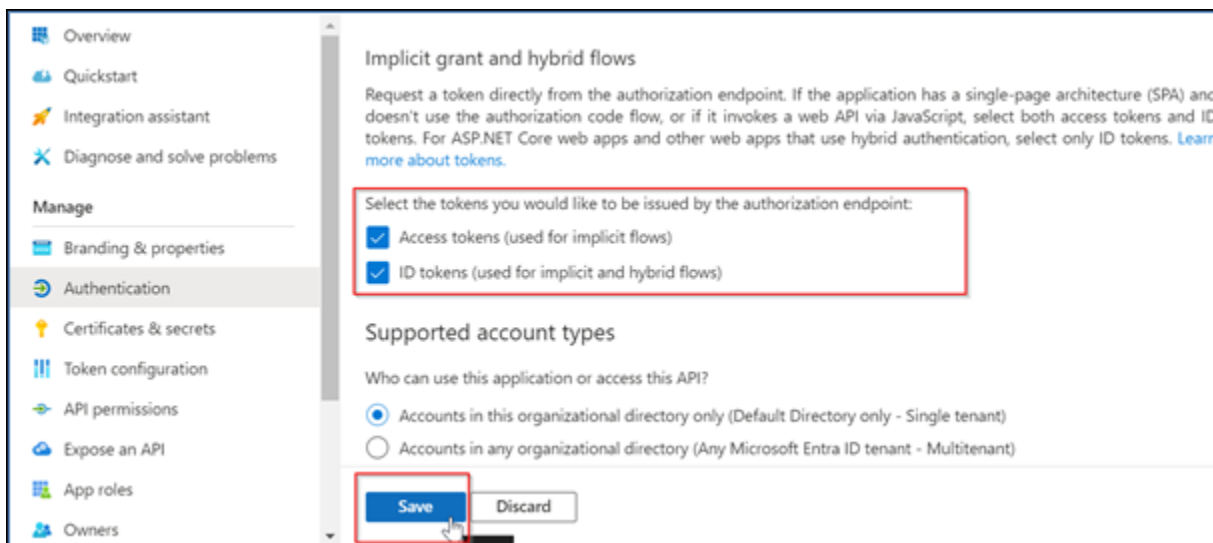 Overview
Quickstart
Integration assistant
Diagnose and solve problems
Manage
Branding & properties
Authentication
Certificates & secrets
Token configuration
API permissions
Expose an API
App roles
Owners
Implicit grant and hybrid flows
Request a token directly from the authorization endpoint. If the application has a single-page architecture (SPA) and
doesn't use the authorization code flow, or if it invokes a web API via JavaScript, select both access tokens and ID
tokens. For ASP.NET Core web apps and other web apps that use hybrid authentication, select only ID tokens. Learn
more about tokens.
Select the tokens you would like to be issued by the authorization endpoint:
Access tokens (used for implicit flows)
ID tokens (used for implicit and hybrid flows)
Supported account types
Who can use this application or access this API?
Accounts in this organizational directory only (Default Directory only - Single tenant)
Accounts in any organizational directory (Any Microsoft Entra ID tenant - Multitenant)
Save
Discard